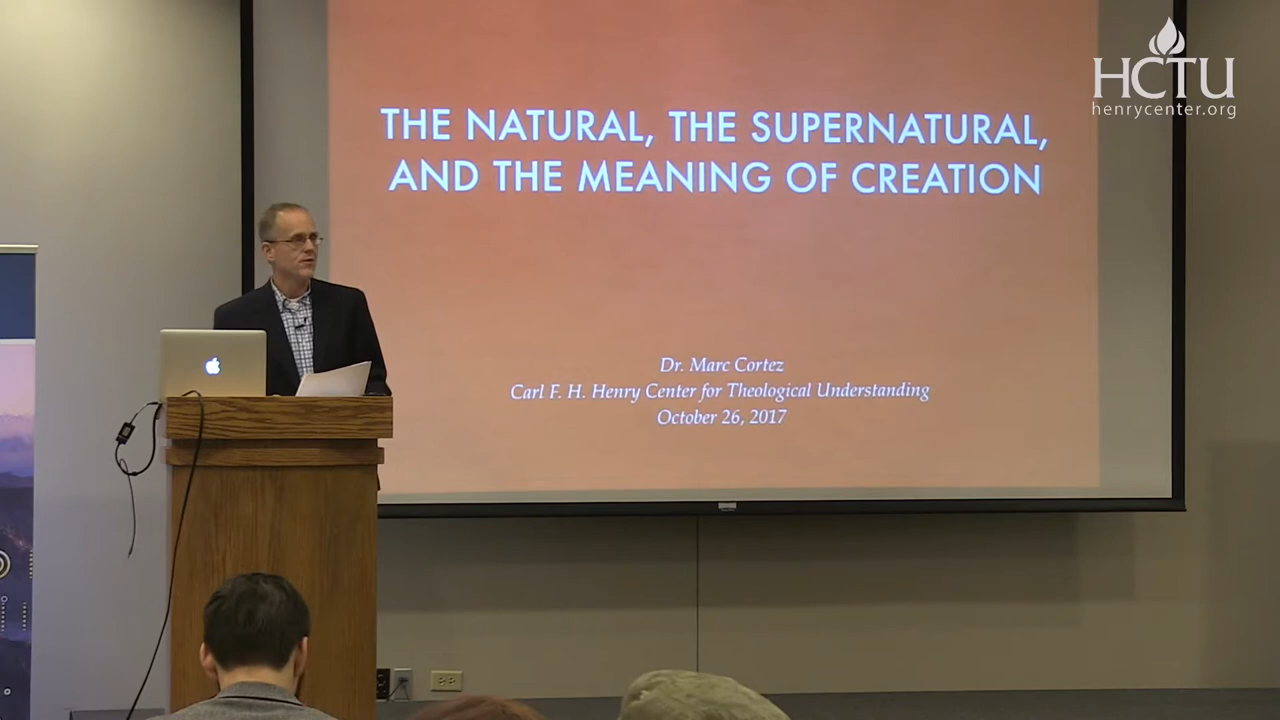 HCTU
henrycenter.org
THE NATURAL, THE SUPERNATURAL,
AND THE MEANING OF CREATION
Dr. Marc Cortez
Carl F. H. Henry Center for Theological Understanding
October 26, 2017